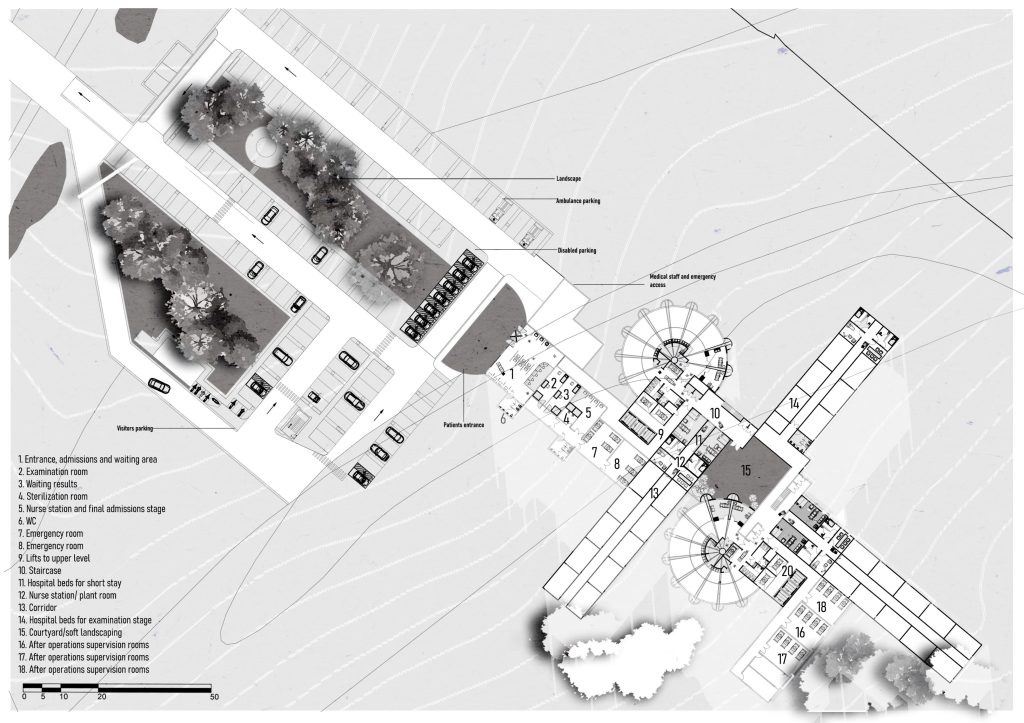 Landscape
Ambulance parking
Disabled parking
Medical staff and emergency
access
Visitors parking
Patients entrance
1
2
3
4
5
6
7
8
9
10
11
12
13
14
15
16
17
18
20
1. Entrance, admissions and waiting area
2. Examination room
3. Waiting results
4. Sterilization room
5. Nurse station and final admissions stage
6. WC
7. Emergency room
8. Emergency room
9. Lifts to upper level
10. Staircase
11. Hospital beds for short stay
12. Nurse station/ plant room
13. Corridor
14. Hospital beds for examination stage
15. Courtyard/soft landscaping
16. After operations supervision rooms
17. After operations supervision rooms
18. After operations supervision rooms
0 5 10 20 50